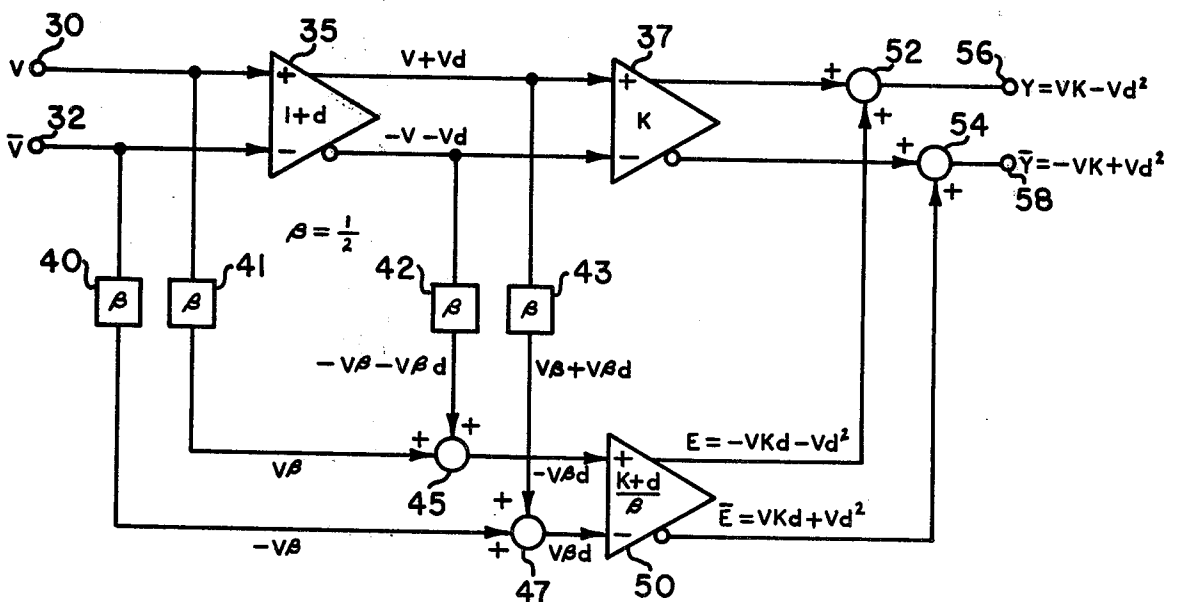 30
35
37
52
56
V
V+Vd
+
+
+
+
Y=VK-Vd²
32
1+d
K
54
V̄
-V-Vd
-
-
+
+
Ȳ=-VK+Vd²
58
β=1/2
40
41
42
43
β
β
β
β
-Vβ-Vβd
Vβ+Vβd
+
+
E=-VKd-Vd²
Vβ
-Vβd
+
45
K+d/β
+
Ē=VKd+Vd²
-Vβ
+
Vβd
-
47
50